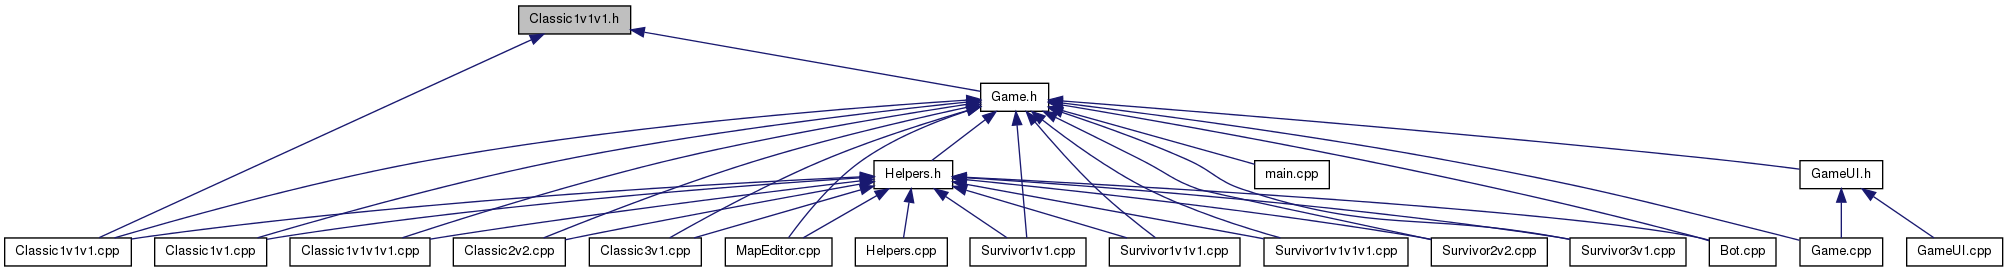 Classic1v1v1.h
Game.h
Helpers.h
main.cpp
GameUI.h
Classic1v1v1.cpp
Classic1v1.cpp
Classic1v1v1v1.cpp
Classic2v2.cpp
Classic3v1.cpp
MapEditor.cpp
Helpers.cpp
Survivor1v1.cpp
Survivor1v1v1.cpp
Survivor1v1v1v1.cpp
Survivor2v2.cpp
Survivor3v1.cpp
Bot.cpp
Game.cpp
GameUI.cpp